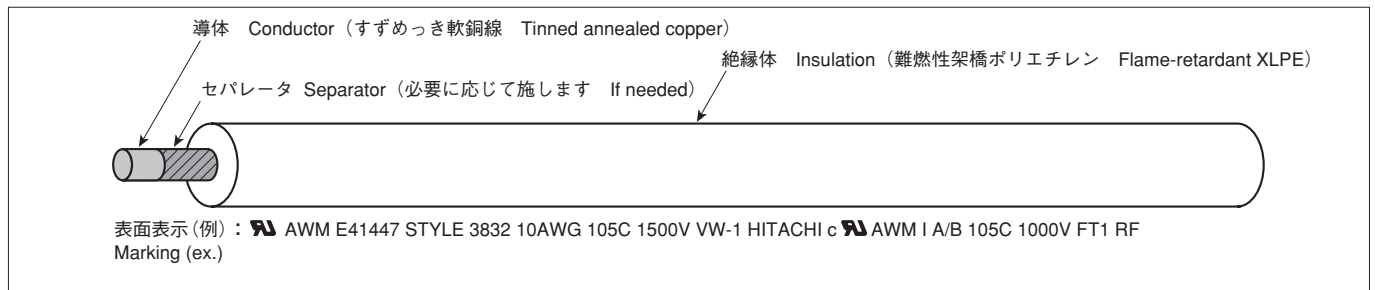 導体　Conductor（すずめっき軟銅線　Tinned annealed copper）
絶縁体　Insulation（難燃性架橋ポリエチレン　Flame-retardant XLPE）
セパレータ Separator（必要に応じて施します　If needed）
表面表示（例）： RU AWM E41447 STYLE 3832 10AWG 105C 1500V VW-1 HITACHI c RU AWM I A/B 105C 1000V FT1 RF
Marking (ex.)